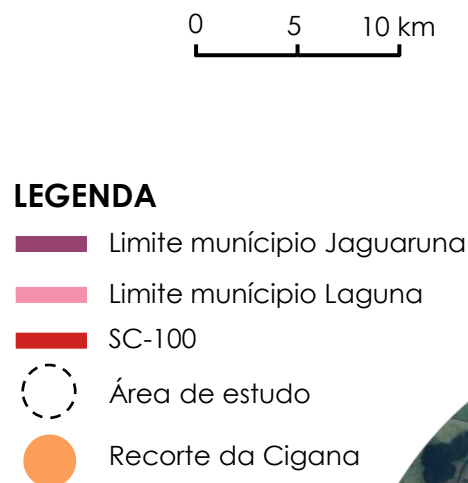 0 5 10 km
LEGENDA
Limite munícipio Jaguaruna
Limite munícipio Laguna
SC-100
Área de estudo
Recorte da Cigana